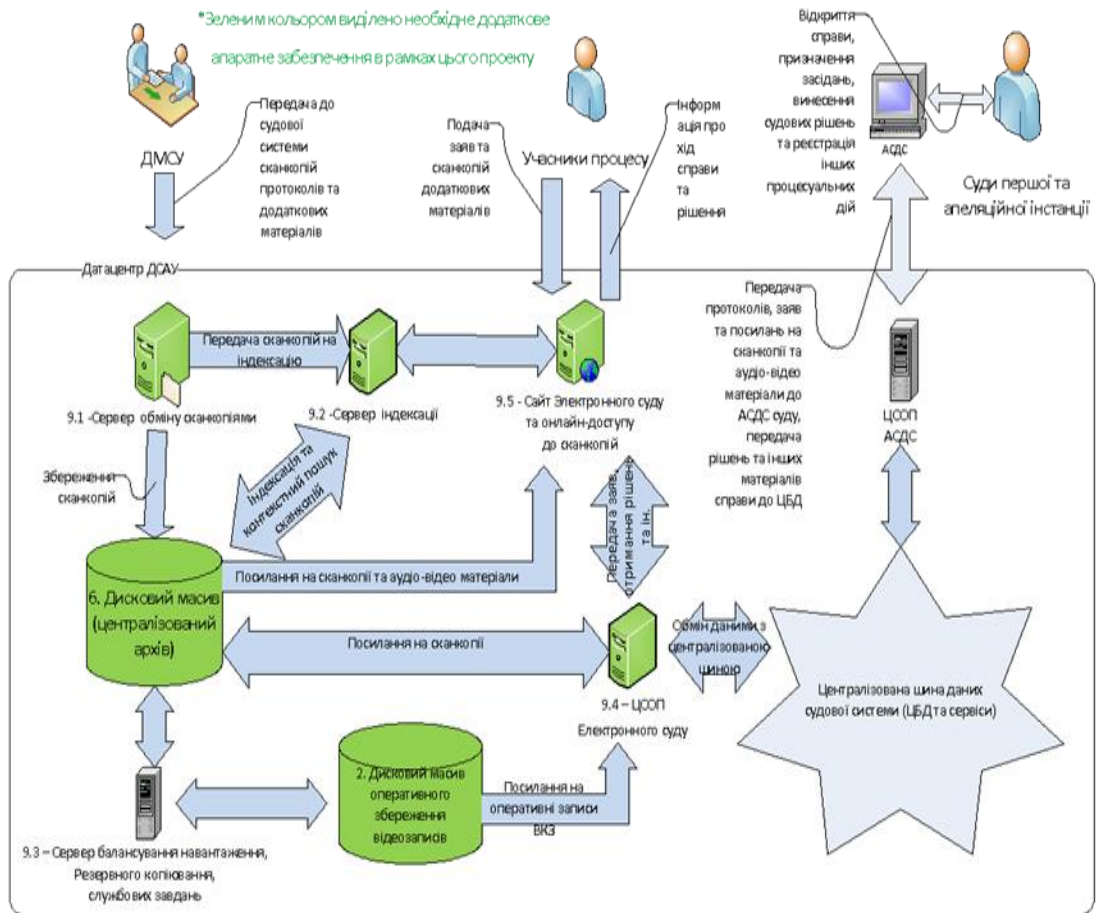 *Зеленим кольором виділено необхідне додаткове
апаратне забезпечення в рамках цього проекту
ДМСУ
Передача до
судової
системи
сканкопій
протоколів та
додаткових
матеріалів
Подача
заяв та
сканкопій
додаткових
матеріалів
Учасники процесу
Інформ
ація про
хід
справи
та
рішення
Відкриття
справи,
призначення
засідань,
винесення
судових рішень
та реєстрація
інших
процесуальних
дій
АСДС
Суди першої та
апеляційної інстанції
Датацентр ДСАУ
Передача сканкопій на
індексацію
9.1 -Сервер обміну сканкопіями
9.2 -Сервер індексації
9.5 - Сайт Электронного суду
та онлайн-доступу
до сканкопій
Передача
протоколів, заяв
та посилань на
сканкопії та
аудіо-відео
матеріали до
АСДС суду,
передача
рішень та інших
матеріалів
справи до ЦБД
ЦСОП
АСДС
Збереження
сканкопій
Індексація та
контекстний пошук
сканкопій
Передача заяв,
отримання рішень
та ін.
6. Дисковий масив
(централізований
архів)
Посилання на сканкопії та аудіо-відео матеріали
Посилання на сканкопії
Обмін даними з
централізованою
шиною
9.4 – ЦСОП
Електронного суду
Централізована шина даних
судової системи (ЦБД та сервіси)
2. Дисковий масив
оперативного
збереження
відеозаписів
Посилання на
оперативні записи
ВКЗ
9.3 – Сервер балансування навантаження,
Резервного копіювання,
службових завдань